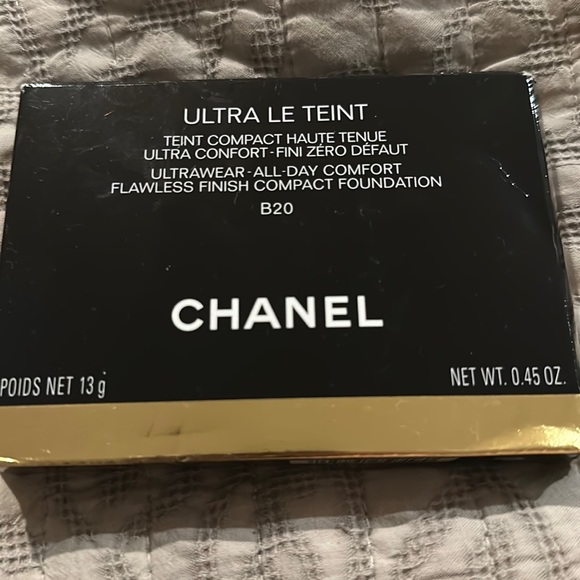 ULTRA LE TEINT
TEINT COMPACT HAUTE TENUE
ULTRA CONFORT-FINI ZÉRO DÉFAUT
ULTRAWEAR-ALL-DAY COMFORT
FLAWLESS FINISH COMPACT FOUNDATION
B20
CHANEL
POIDS NET 13 g
NET WT. 0.45 OZ.